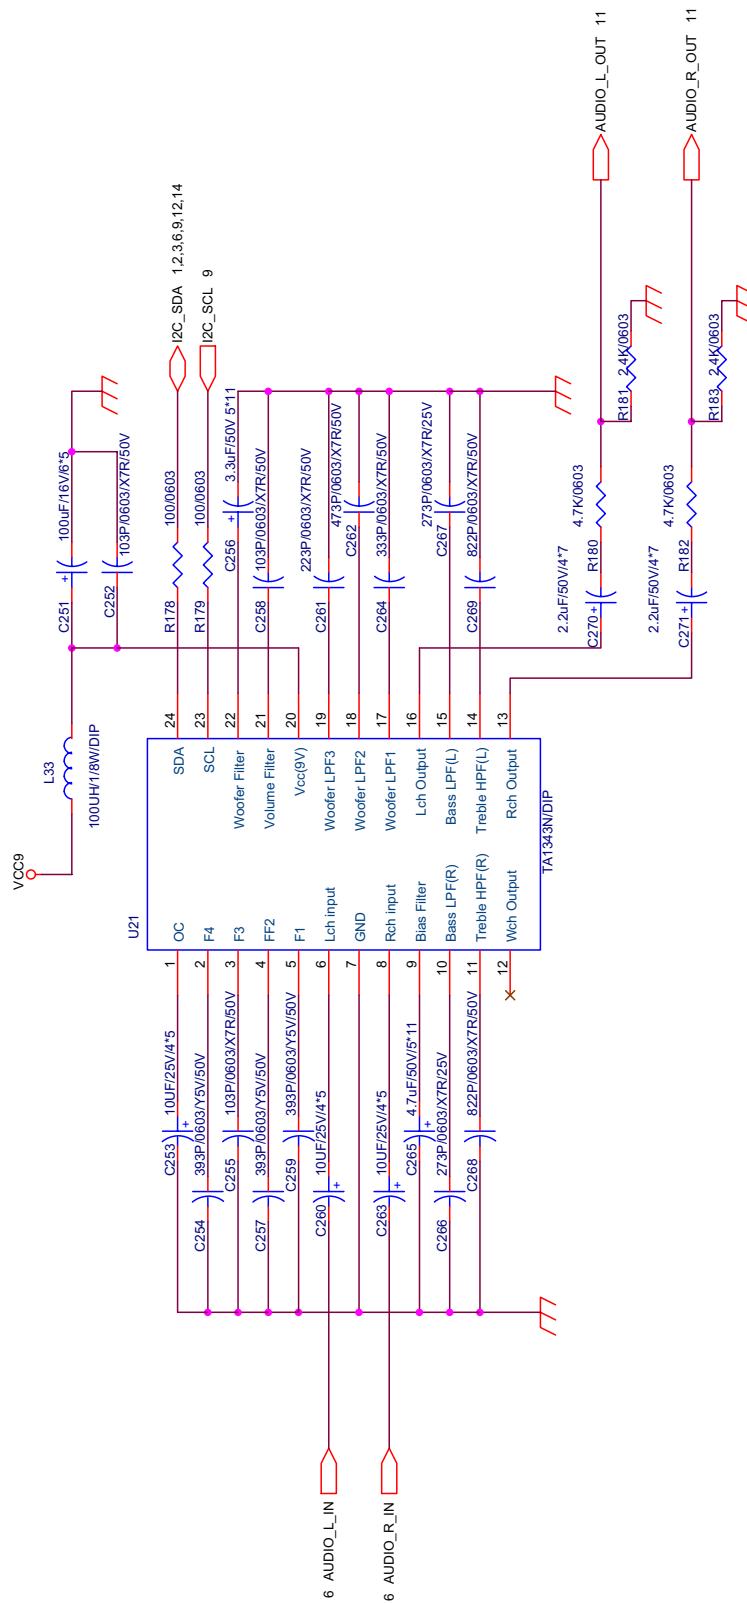 VCC9
L33
100UH/1/8W/DIP
C251
100uF/16V/6*5
C252
103P/0603/X7R/50V
R178
100/0603
I2C_SDA 1,2,3,6,9,12,14
R179
100/0603
I2C_SCL 9
C256
3.3uF/50V 5*11
C258
103P/0603/X7R/50V
C261
223P/0603/X7R/50V
C262
473P/0603/X7R/50V
C264
333P/0603/X7R/50V
C267
273P/0603/X7R/25V
C269
822P/0603/X7R/50V
C270
2.2uF/50V/4*7
R180
4.7K/0603
R181
2.4K/0603
AUDIO_L_OUT 11
C271
2.2uF/50V/4*7
R182
4.7K/0603
R183
2.4K/0603
AUDIO_R_OUT 11
U21
TA1343N/DIP
1 OC
2 F4
3 F3
4 FF2
5 F1
6 Lch input
7 GND
8 Rch input
9 Bias Filter
10 Bass LPF(R)
11 Treble HPF(R)
12 Wch Output
24 SDA
23 SCL
22 Woofer Filter
21 Volume Filter
20 Vcc(9V)
19 Woofer LPF3
18 Woofer LPF2
17 Woofer LPF1
16 Lch Output
15 Bass LPF(L)
14 Treble HPF(L)
13 Rch Output
C253
10UF/25V/4*5
C254
393P/0603/Y5V/50V
C255
103P/0603/X7R/50V
C257
393P/0603/Y5V/50V
C259
393P/0603/Y5V/50V
C260
10UF/25V/4*5
C263
10UF/25V/4*5
C265
4.7uF/50V/5*11
C266
273P/0603/X7R/25V
C268
822P/0603/X7R/50V
6 AUDIO_L_IN
6 AUDIO_R_IN